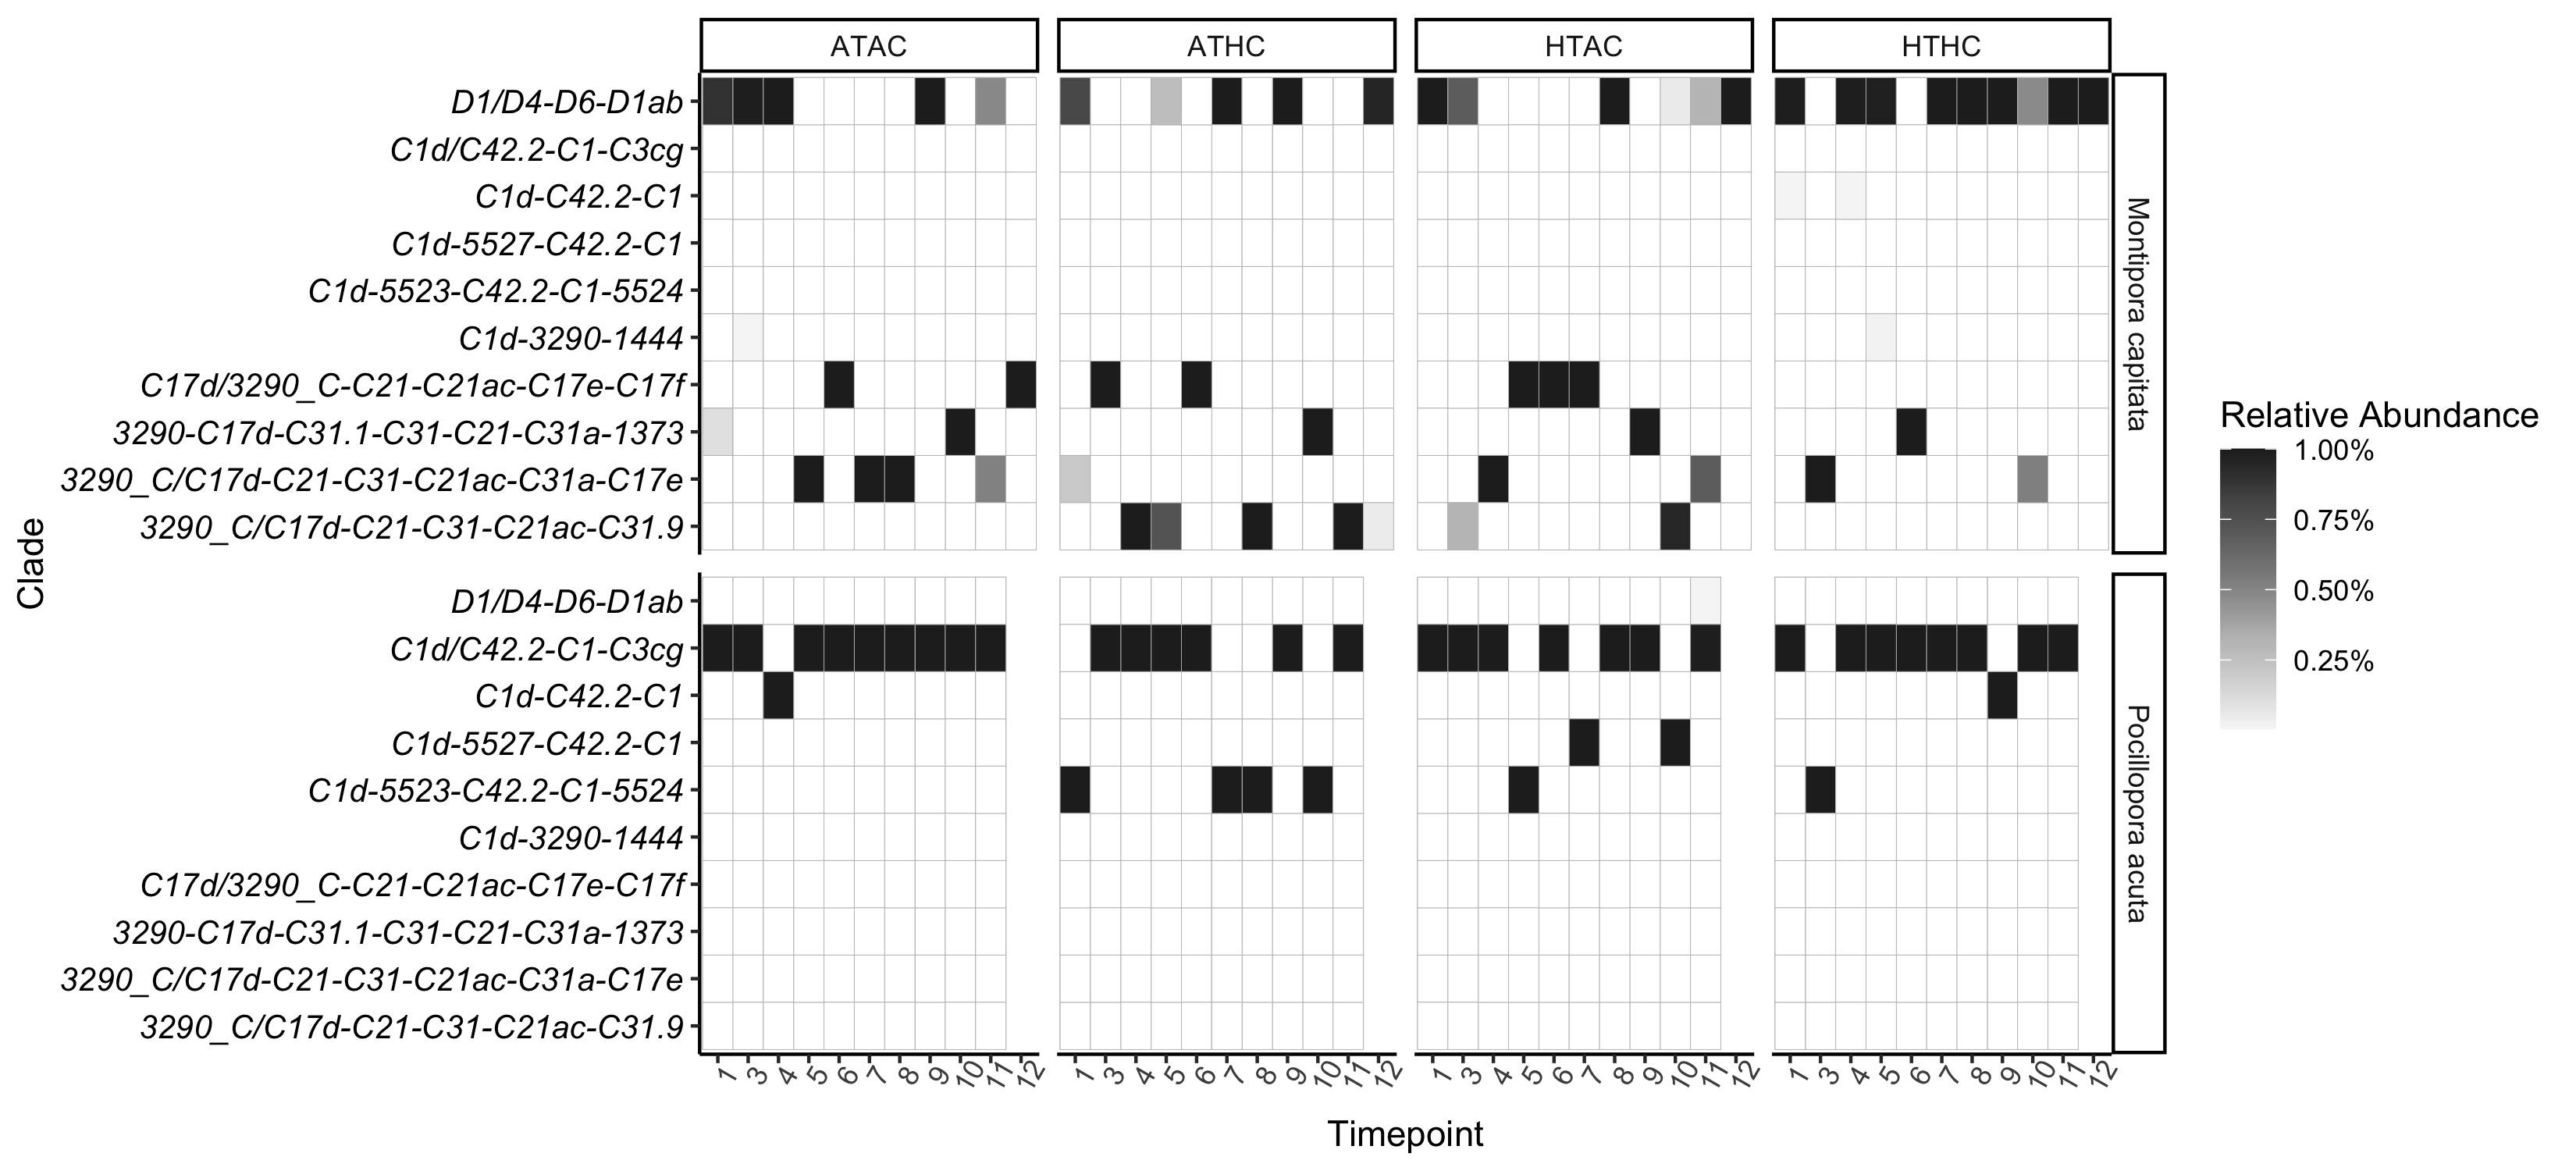 ATAC ATHC HTAC HTHC
D1/D4-D6-D1ab
C1d/C42.2-C1-C3cg
C1d-C42.2-C1
C1d-5527-C42.2-C1
C1d-5523-C42.2-C1-5524
C1d-3290-1444
C17d/3290_C-C21-C21ac-C17e-C17f
3290-C17d-C31.1-C31-C21-C31a-1373
3290_C/C17d-C21-C31-C21ac-C31a-C17e
3290_C/C17d-C21-C31-C21ac-C31.9
Montipora capitata
D1/D4-D6-D1ab
C1d/C42.2-C1-C3cg
C1d-C42.2-C1
C1d-5527-C42.2-C1
C1d-5523-C42.2-C1-5524
C1d-3290-1444
C17d/3290_C-C21-C21ac-C17e-C17f
3290-C17d-C31.1-C31-C21-C31a-1373
3290_C/C17d-C21-C31-C21ac-C31a-C17e
3290_C/C17d-C21-C31-C21ac-C31.9
Pocillopora acuta
Clade
1 3 4 5 6 7 8 9 10 11 12 1 3 4 5 6 7 8 9 10 11 12 1 3 4 5 6 7 8 9 10 11 12 1 3 4 5 6 7 8 9 10 11 12
Timepoint
Relative Abundance
1.00%
0.75%
0.50%
0.25%